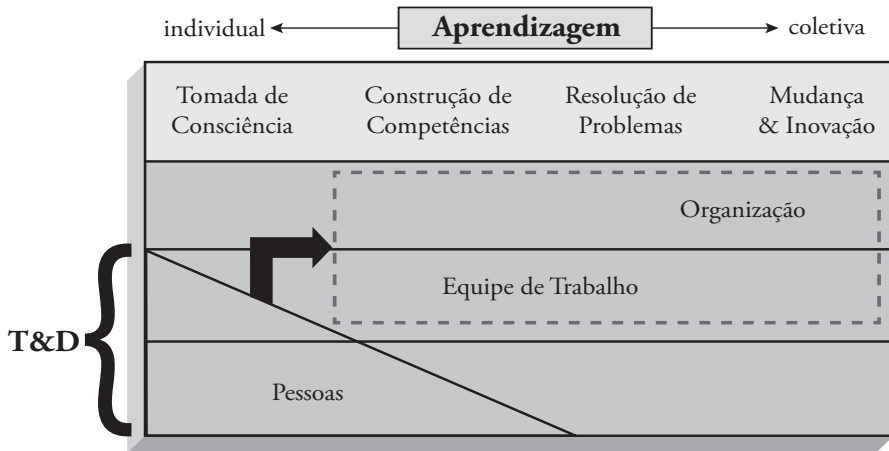 individual
Aprendizagem
coletiva
Tomada de
Consciência
Construção de
Competências
Resolução de
Problemas
Mudança
& Inovação
Organização
Equipe de Trabalho
T&D
Pessoas